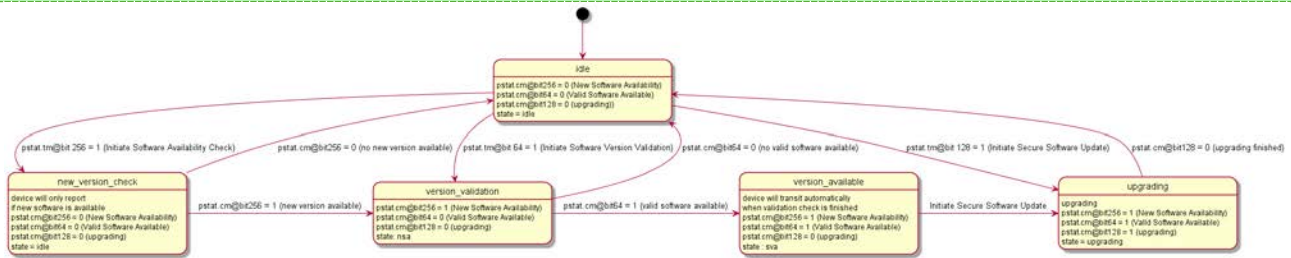 idle
pstat.cm@bit256 = 0 (New Software Availability)
pstat.cm@bit64 = 0 (Valid Software Available)
pstat.cm@bit128 = 0 (upgrading))
state = idle
pstat.tm@bit 256 = 1 (Initiate Software Availability Check)
pstat.cm@bit256 = 0 (no new version available)
pstat.tm@bit 64 = 1 (Initiate Software Version Validation)
pstat.cm@bit64 = 0 (no valid software available)
pstat.tm@bit 128 = 1 (Initiate Secure Software Update)
pstat.cm@bit128 = 0 (upgrading finished)
new_version_check
device will only report
if new software is available
pstat.cm@bit256 = 0 (New Software Availability)
pstat.cm@bit64 = 0 (Valid Software Available)
pstat.cm@bit128 = 0 (upgrading)
state = idle
pstat.cm@bit256 = 1 (new version available)
version_validation
pstat.cm@bit256 = 1 (New Software Availability)
pstat.cm@bit64 = 0 (Valid Software Available)
pstat.cm@bit128 = 0 (upgrading)
state: nsa
pstat.cm@bit64 = 1 (valid software available)
version_available
device will transit automatically
when validation check is finished
pstat.cm@bit256 = 1 (New Software Availability)
pstat.cm@bit64 = 1 (Valid Software Available)
pstat.cm@bit128 = 0 (upgrading)
state : sva
Initiate Secure Software Update
upgrading
upgrading
pstat.cm@bit256 = 1 (New Software Availability)
pstat.cm@bit64 = 1 (Valid Software Available)
pstat.cm@bit128 = 1 (upgrading)
state = upgrading